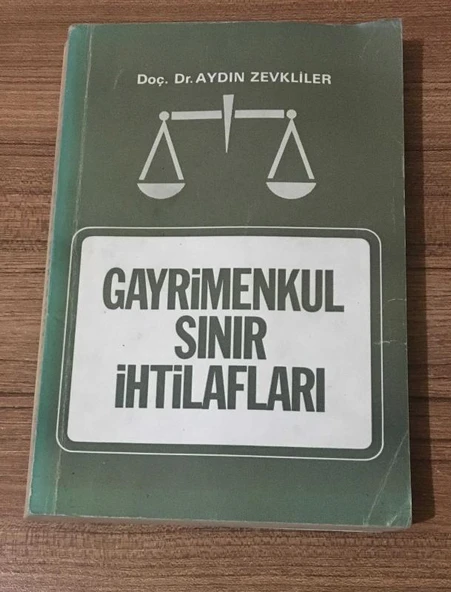 Doç. Dr. AYDIN ZEVKLİLER
GAYRİMENKUL
SINIR
İHTİLAFLARI